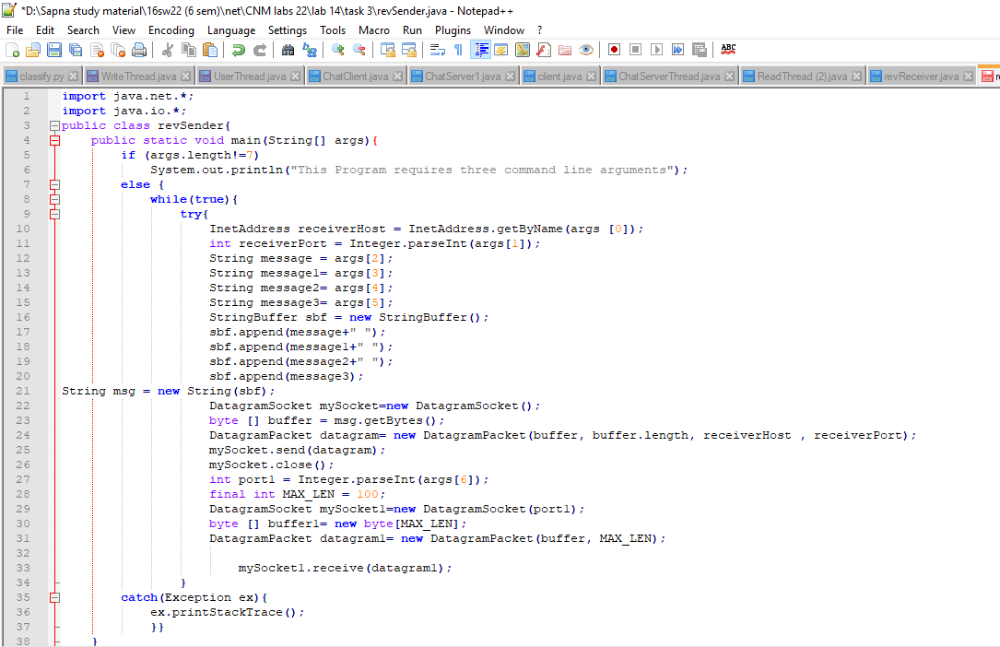 *D:\Sapna study material\16sw22 (6 sem)\net\CNM labs 22\lab 14\task 3\revSender.java - Notepad++
File Edit Search View Encoding Language Settings Tools Macro Run Plugins Window ?
ABC
classify.py WriteThread.java UserThread.java ChatClient.java ChatServer1.java client.java ChatServerThread.java ReadThread (2).java revReceiver.java
1 import java.net.*;
2 import java.io.*;
3 public class revSender{
4 public static void main(String[] args){
5 if (args.length!=7)
6 System.out.println("This Program requires three command line arguments");
7 else {
8 while(true){
9 try{
10 InetAddress receiverHost = InetAddress.getByName(args [0]);
11 int receiverPort = Integer.parseInt(args[1]);
12 String message = args[2];
13 String message1= args[3];
14 String message2= args[4];
15 String message3= args[5];
16 StringBuffer sbf = new StringBuffer();
17 sbf.append(message+" ");
18 sbf.append(message1+" ");
19 sbf.append(message2+" ");
20 sbf.append(message3);
21 String msg = new String(sbf);
22 DatagramSocket mySocket=new DatagramSocket();
23 byte [] buffer = msg.getBytes();
24 DatagramPacket datagram= new DatagramPacket(buffer, buffer.length, receiverHost , receiverPort);
25 mySocket.send(datagram);
26 mySocket.close();
27 int port1 = Integer.parseInt(args[6]);
28 final int MAX_LEN = 100;
29 DatagramSocket mySocket1=new DatagramSocket(port1);
30 byte [] buffer1= new byte[MAX_LEN];
31 DatagramPacket datagram1= new DatagramPacket(buffer, MAX_LEN);
32
33 mySocket1.receive(datagram1);
34 }
35 catch(Exception ex){
36 ex.printStackTrace();
37 }}
38 }